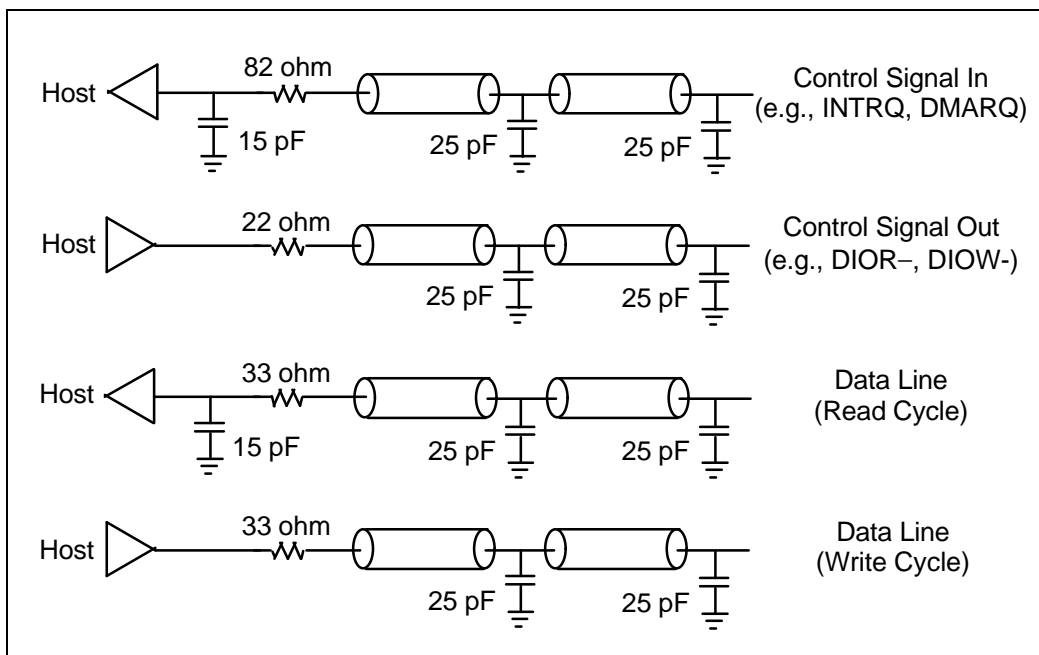 82 ohm
Host
15 pF
25 pF
25 pF
Control Signal In
(e.g., INTRQ, DMARQ)
22 ohm
Host
25 pF
25 pF
Control Signal Out
(e.g., DIOR−, DIOW-)
33 ohm
Host
15 pF
25 pF
25 pF
Data Line
(Read Cycle)
33 ohm
Host
25 pF
25 pF
Data Line
(Write Cycle)